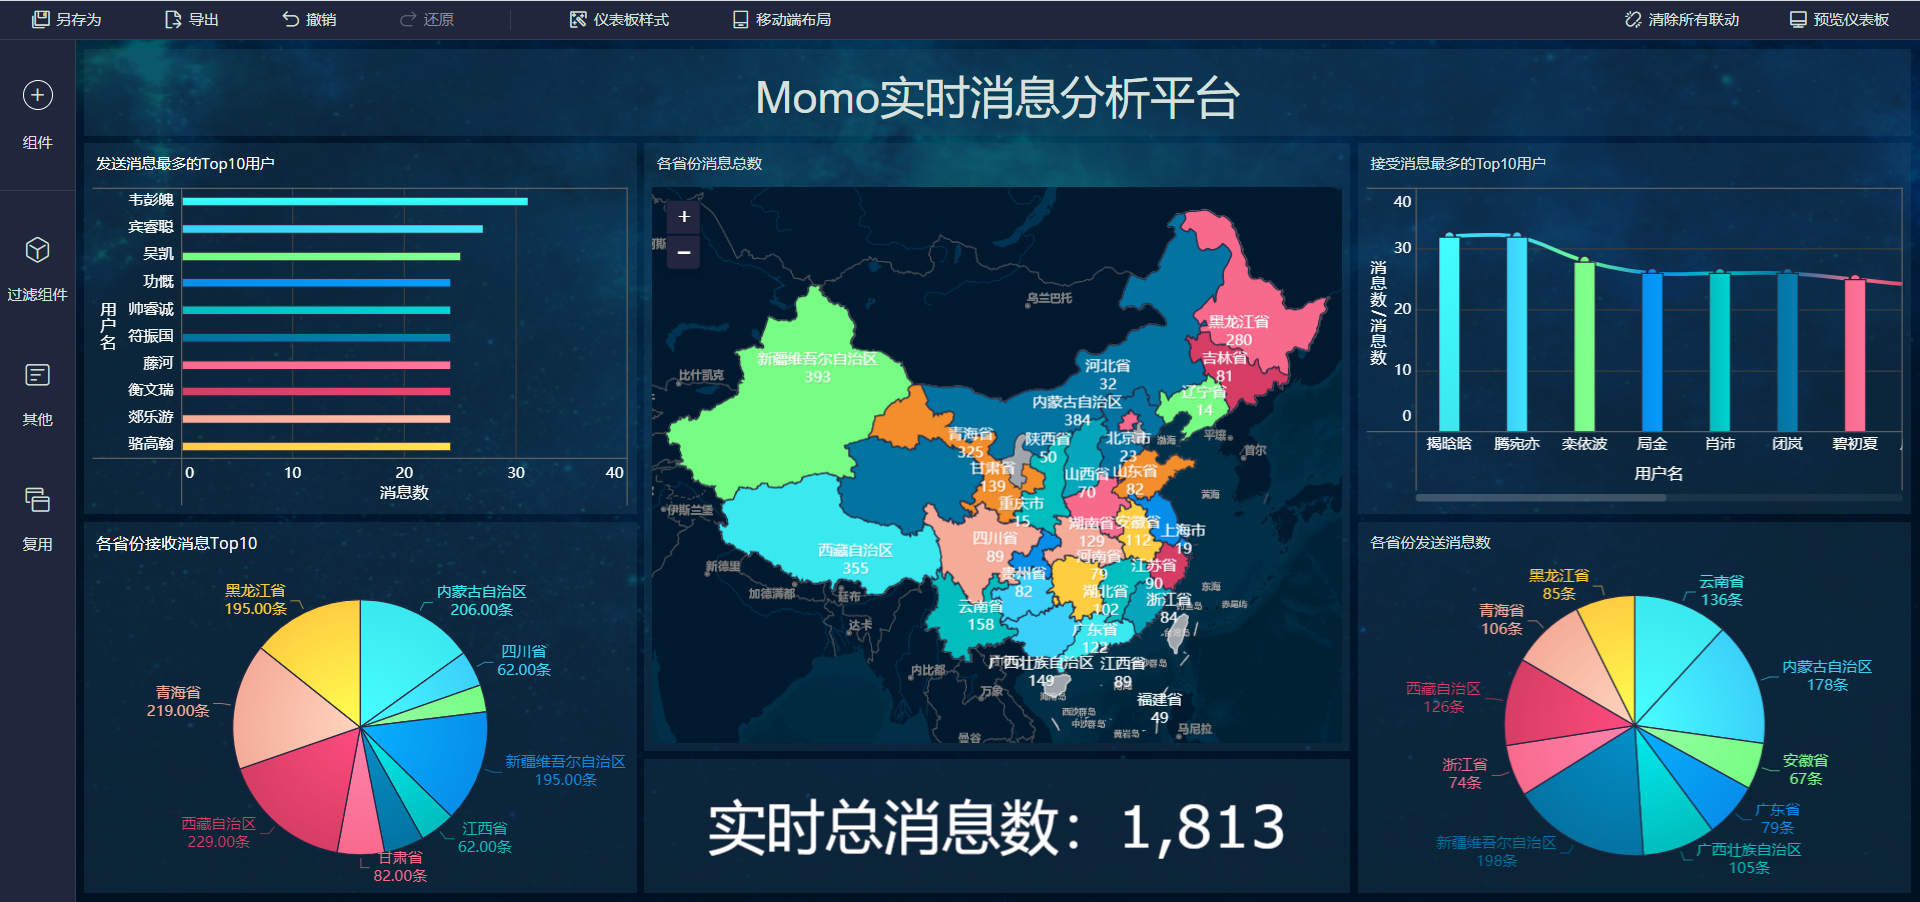 另存为
导出
撤销
还原
仪表板样式
移动端布局
清除所有联动
预览仪表板
组件
过滤组件
其他
复用
Momo实时消息分析平台
发送消息最多的Top10用户
用户名
韦彭魄
宾睿聪
吴凯
功慨
帅睿诚
符振国
藤河
衡文瑞
郊乐游
骆高翰
0 10 20 30 40
消息数
各省份消息总数
+
−
乌兰巴托
比什凯克
伊斯兰堡
新德里
加德满都
廷布
达卡
内比都
万象
曼谷
马尼拉
平壤
首尔
渤海
黄海
东海
钓鱼岛
赤尾屿
台湾岛
海南岛
西沙群岛
中沙群岛
黄岩岛
黑龙江省
280
吉林省
81
辽宁省
14
新疆维吾尔自治区
393
河北省
32
内蒙古自治区
384
青海省
325
陕西省
50
北京市
23
甘肃省
139
山西省
70
山东省
82
重庆市
15
湖南省
129
安徽省
112
上海市
19
四川省
89
河南省
79
江苏省
90
西藏自治区
355
贵州省
82
湖北省
102
浙江省
84
云南省
158
广东省
122
广西壮族自治区
149
江西省
89
福建省
49
接受消息最多的Top10用户
消息数/消息数
40
30
20
10
0
揭晗晗
腾宛亦
栾依波
局金
肖沛
闭岚
碧初夏
用户名
各省份接收消息Top10
黑龙江省
195.00条
内蒙古自治区
206.00条
四川省
62.00条
青海省
219.00条
新疆维吾尔自治区
195.00条
西藏自治区
229.00条
江西省
62.00条
甘肃省
82.00条
实时总消息数：1,813
各省份发送消息数
黑龙江省
85条
云南省
136条
青海省
106条
内蒙古自治区
178条
西藏自治区
126条
安徽省
67条
浙江省
74条
广东省
79条
新疆维吾尔自治区
198条
广西壮族自治区
105条